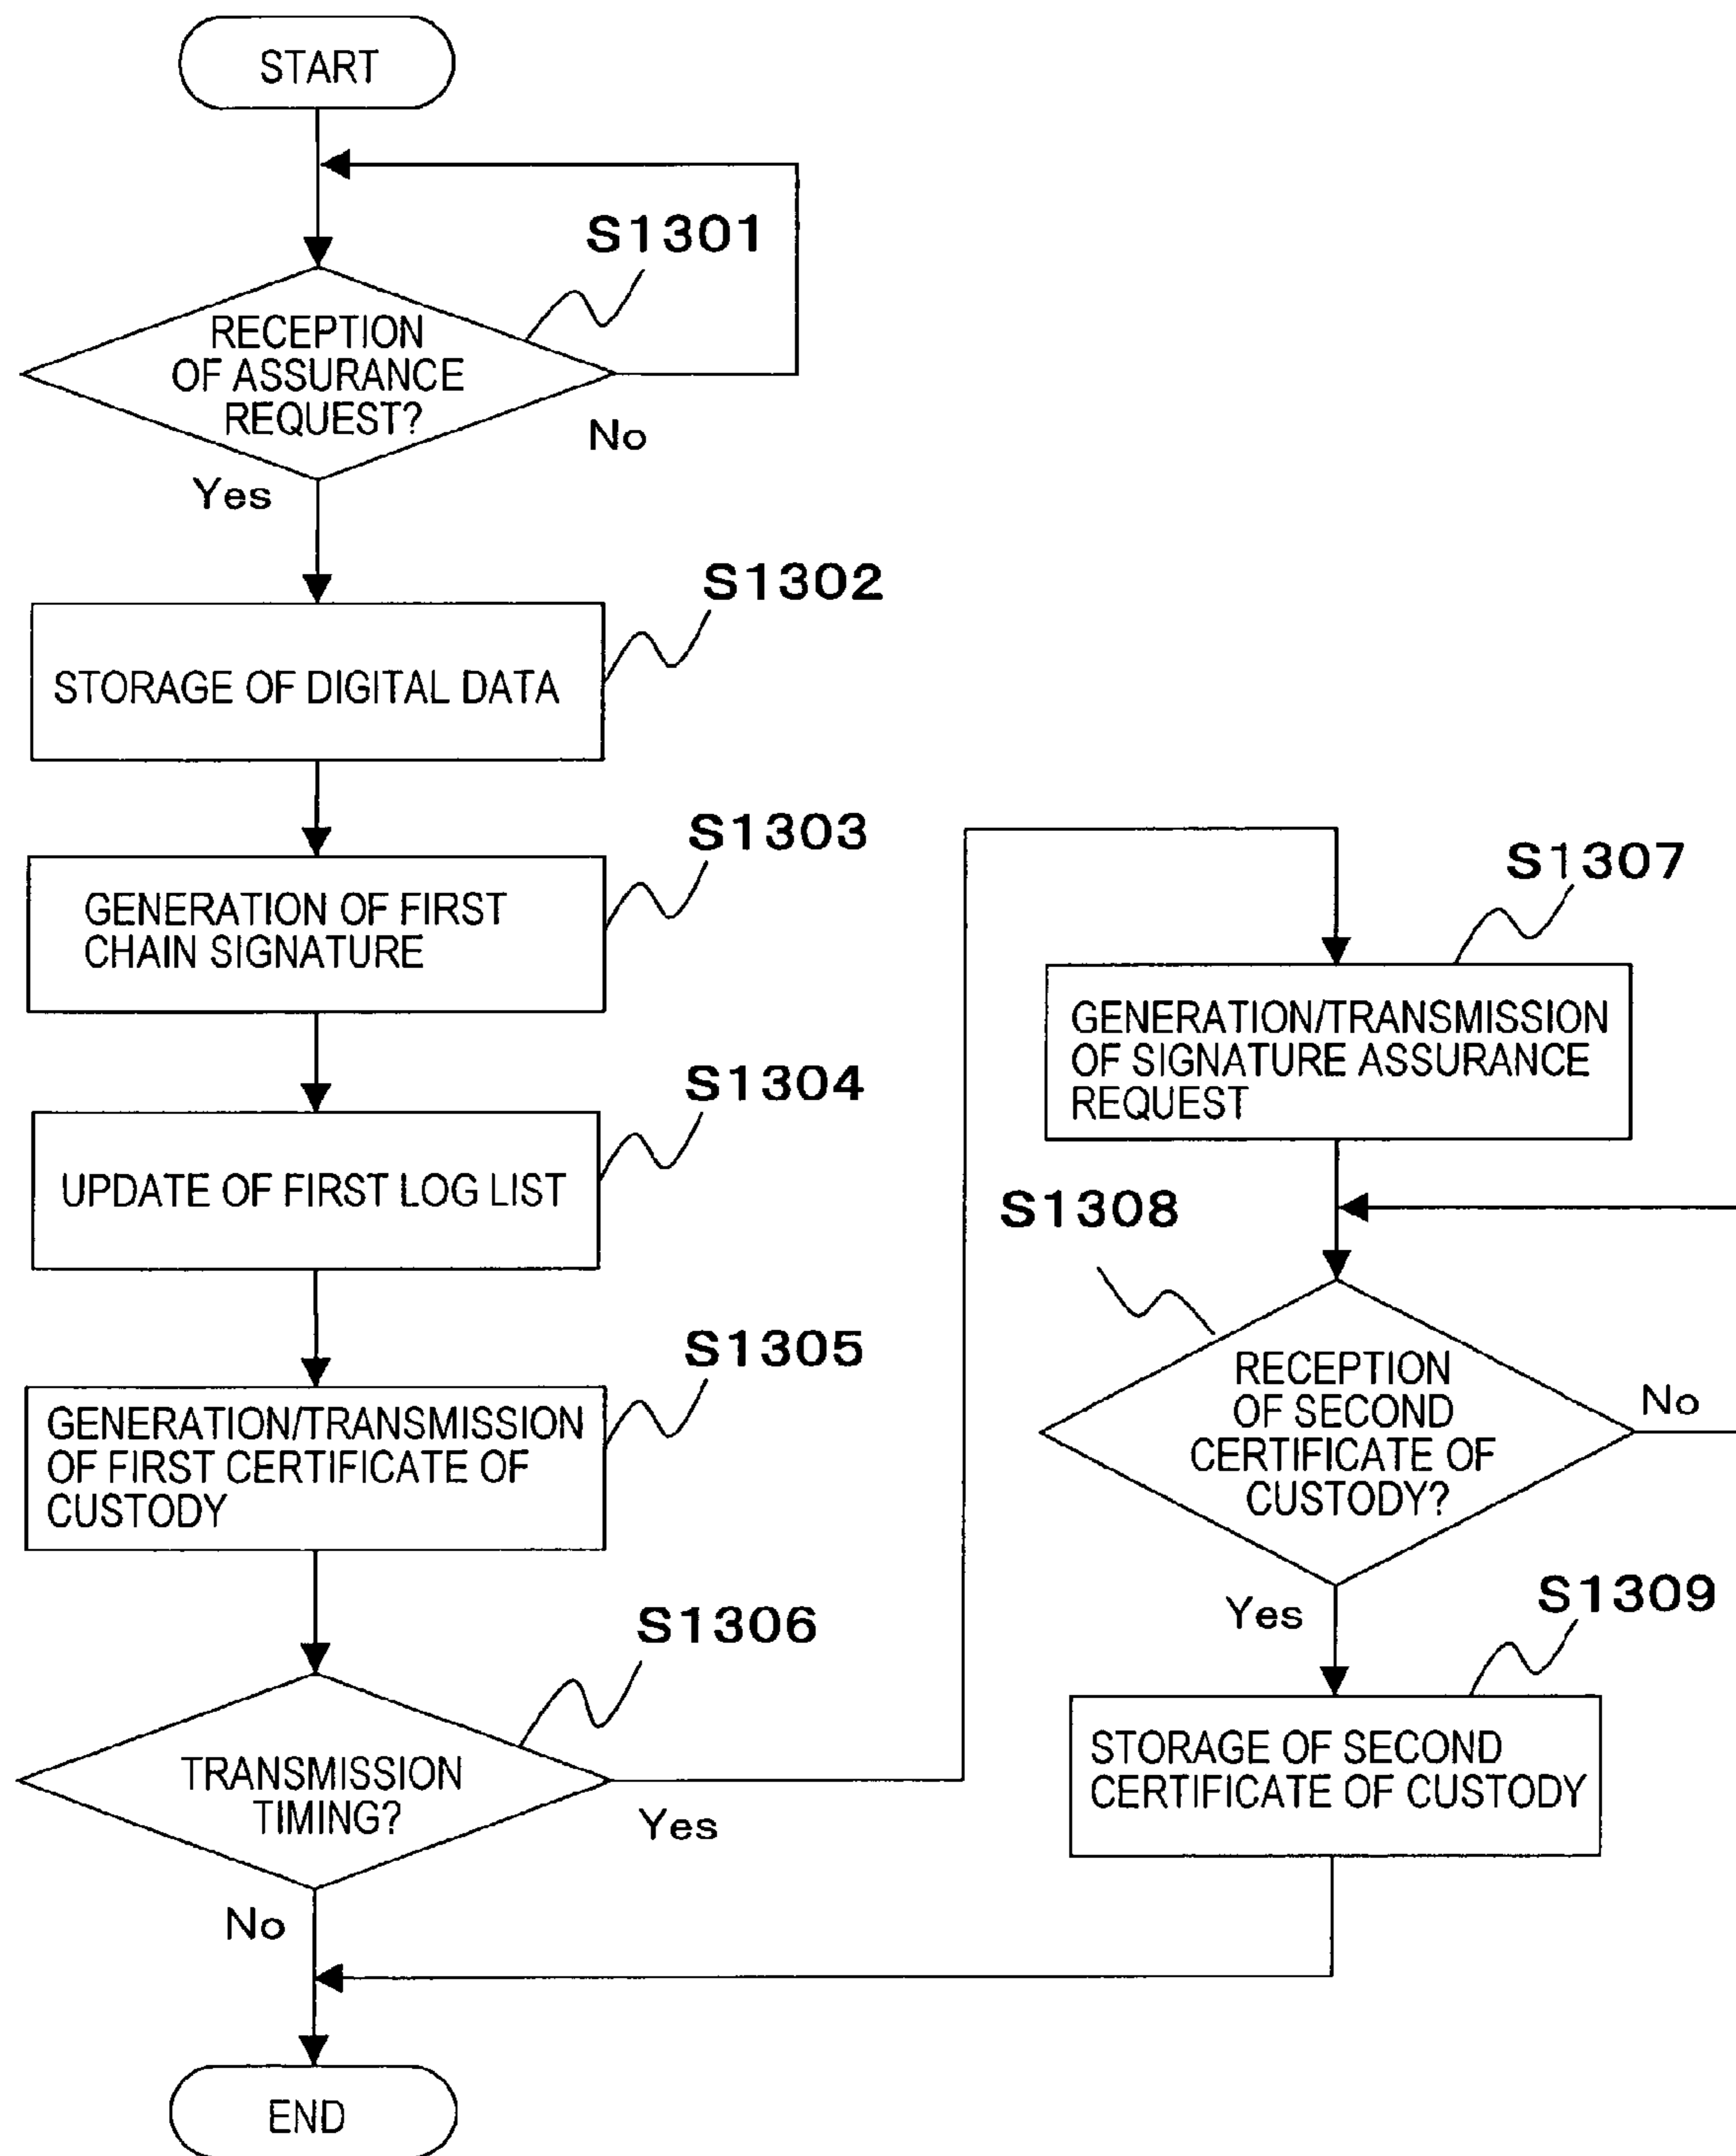 START
S1301
RECEPTION
OF ASSURANCE
REQUEST?
No
Yes
S1302
STORAGE OF DIGITAL DATA
S1303
GENERATION OF FIRST
CHAIN SIGNATURE
S1304
UPDATE OF FIRST LOG LIST
S1305
GENERATION/TRANSMISSION
OF FIRST CERTIFICATE OF
CUSTODY
S1306
TRANSMISSION
TIMING?
Yes
No
S1307
GENERATION/TRANSMISSION
OF SIGNATURE ASSURANCE
REQUEST
S1308
RECEPTION
OF SECOND
CERTIFICATE OF
CUSTODY?
No
Yes
S1309
STORAGE OF SECOND
CERTIFICATE OF CUSTODY
END